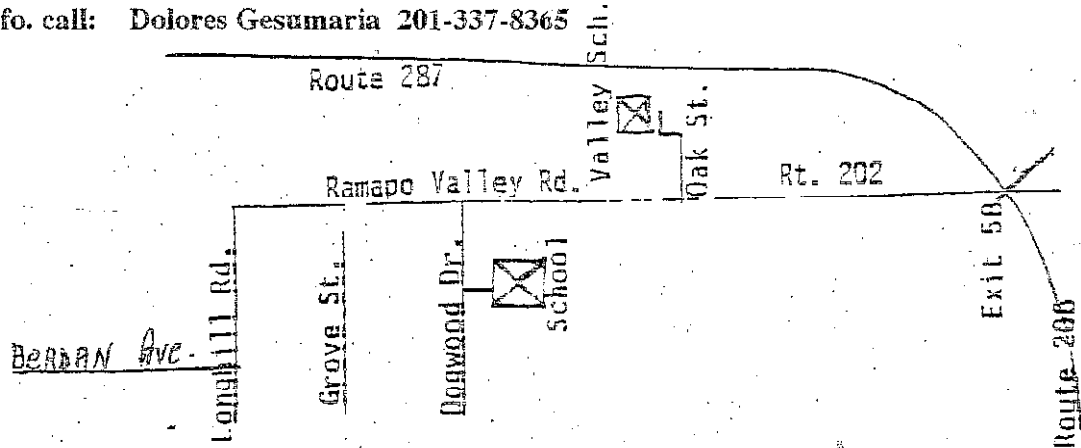 fo. call: Dolores Gesumaria 201-337-8365
Route 287
Valley Sch.
Oak St.
Ramapo Valley Rd.
Rt. 202
Longhill Rd.
Grove St.
Dogwood Dr.
School
Exit 58
Route 208
BERDAN AVE.